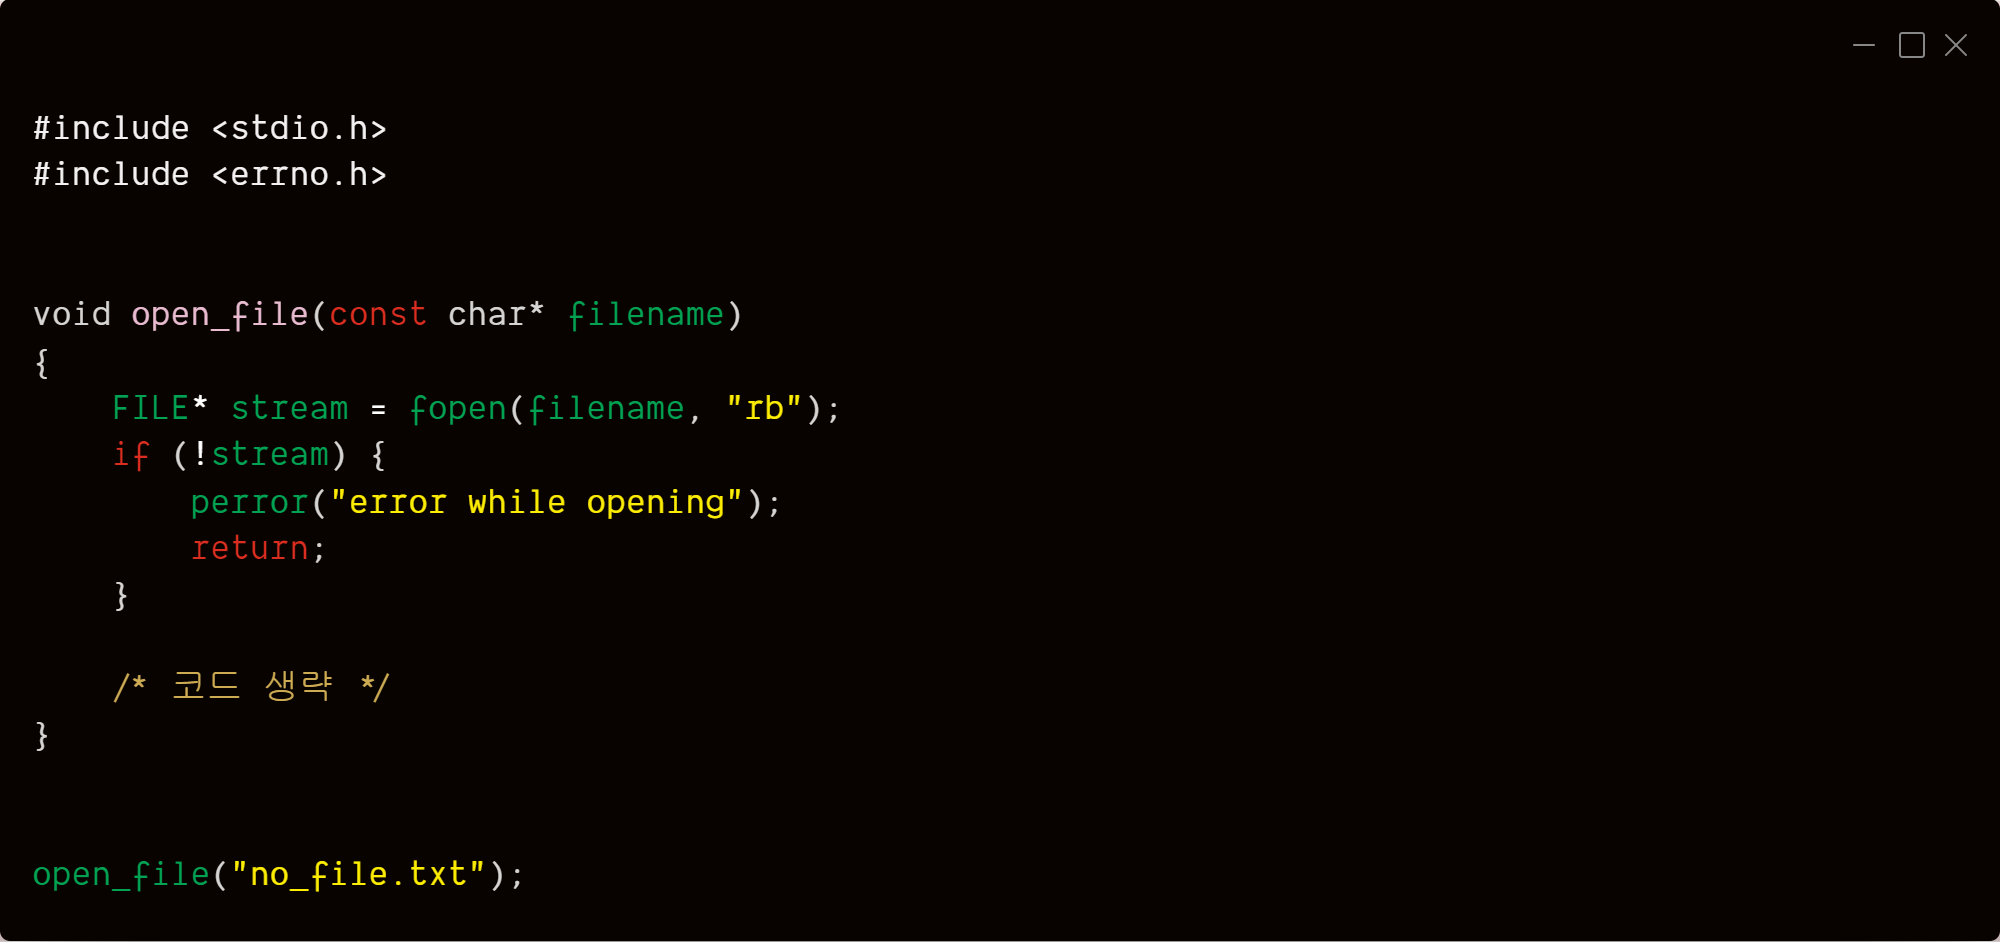 #include <stdio.h>
#include <errno.h>
void open_file(const char* filename)
{
    FILE* stream = fopen(filename, "rb");
    if (!stream) {
        perror("error while opening");
        return;
    }
    /* 코드 생략 */
}
open_file("no_file.txt");